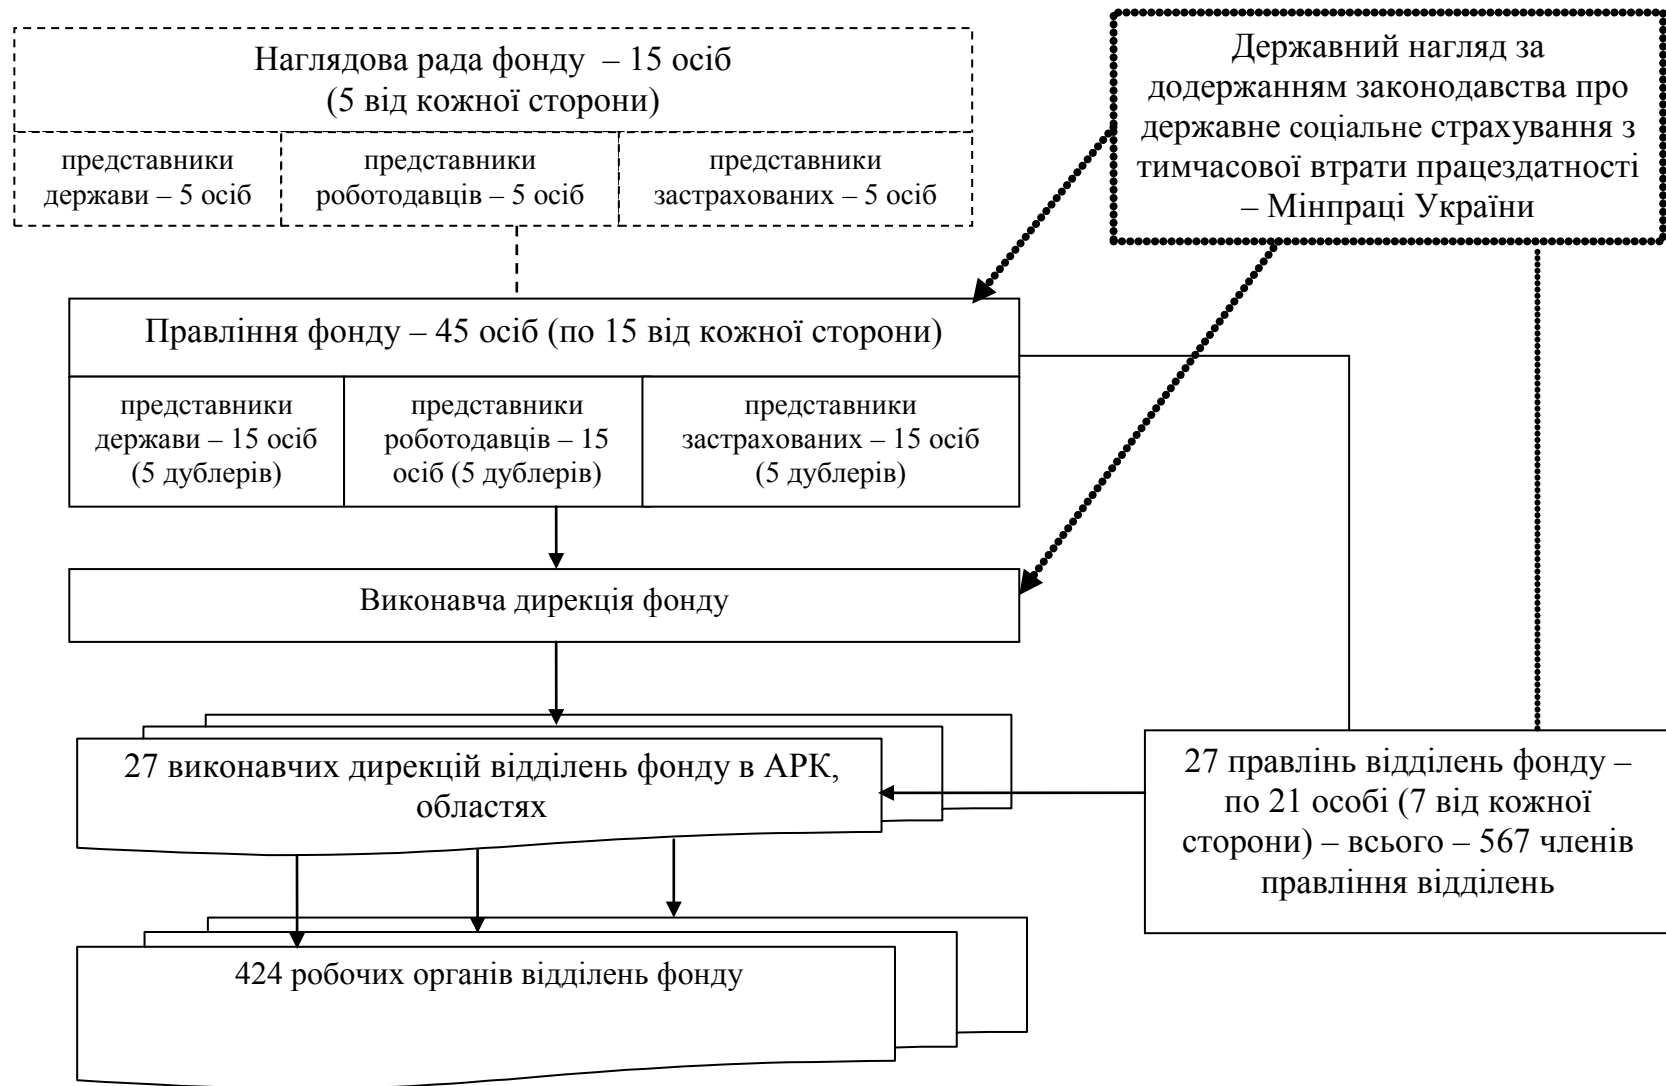 Наглядова рада фонду – 15 осіб
(5 від кожної сторони)
представники
держави – 5 осіб
представники
роботодавців – 5 осіб
представники
застрахованих – 5 осіб
Державний нагляд за
додержанням законодавства про
державне соціальне страхування з
тимчасової втрати працездатності
– Мінпраці України
Правління фонду – 45 осіб (по 15 від кожної сторони)
представники
держави – 15 осіб
(5 дублерів)
представники
роботодавців – 15
осіб (5 дублерів)
представники
застрахованих – 15 осіб
(5 дублерів)
Виконавча дирекція фонду
27 виконавчих дирекцій відділень фонду в АРК,
областях
27 правлінь відділень фонду –
по 21 особі (7 від кожної
сторони) – всього – 567 членів
правління відділень
424 робочих органів відділень фонду